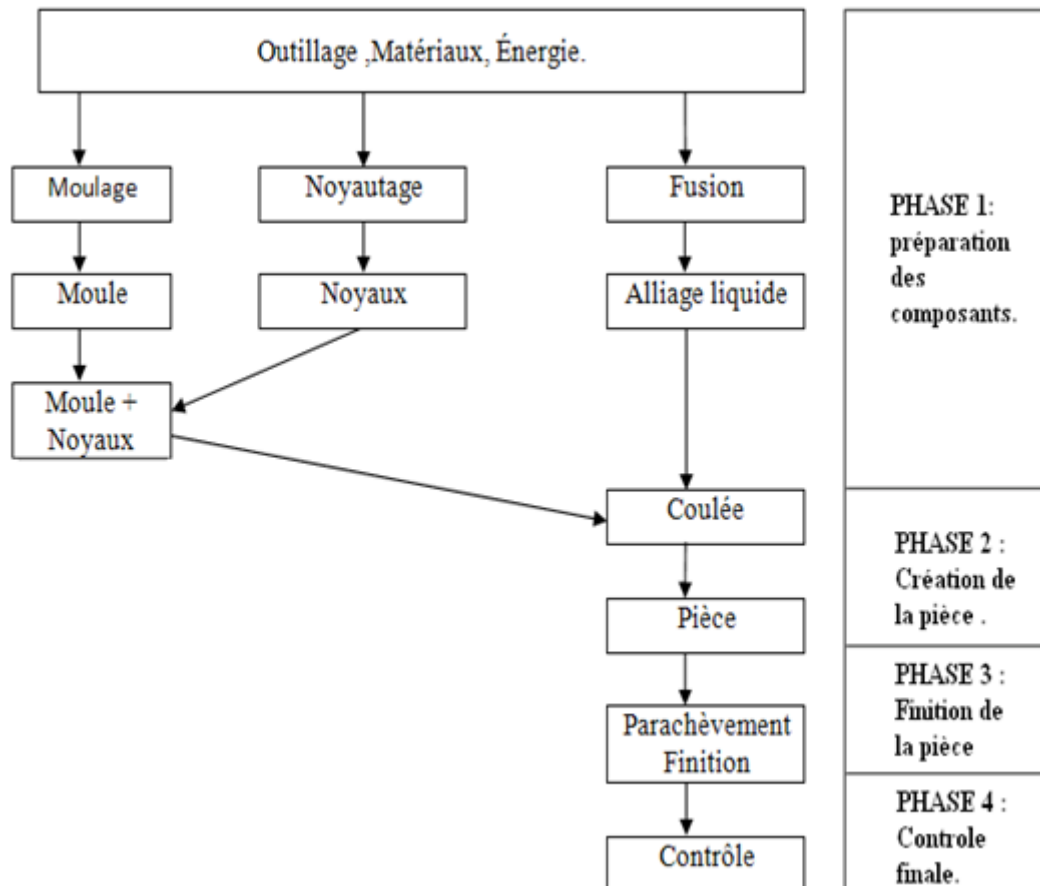 Outillage ,Matériaux, Énergie.
Moulage
Noyautage
Fusion
Moule
Noyaux
Alliage liquide
Moule +
Noyaux
Coulée
Pièce
Parachèvement
Finition
Contrôle
PHASE 1:
préparation
des
composants.
PHASE 2 :
Création de
la pièce .
PHASE 3 :
Finition de
la pièce
PHASE 4 :
Controle
finale.